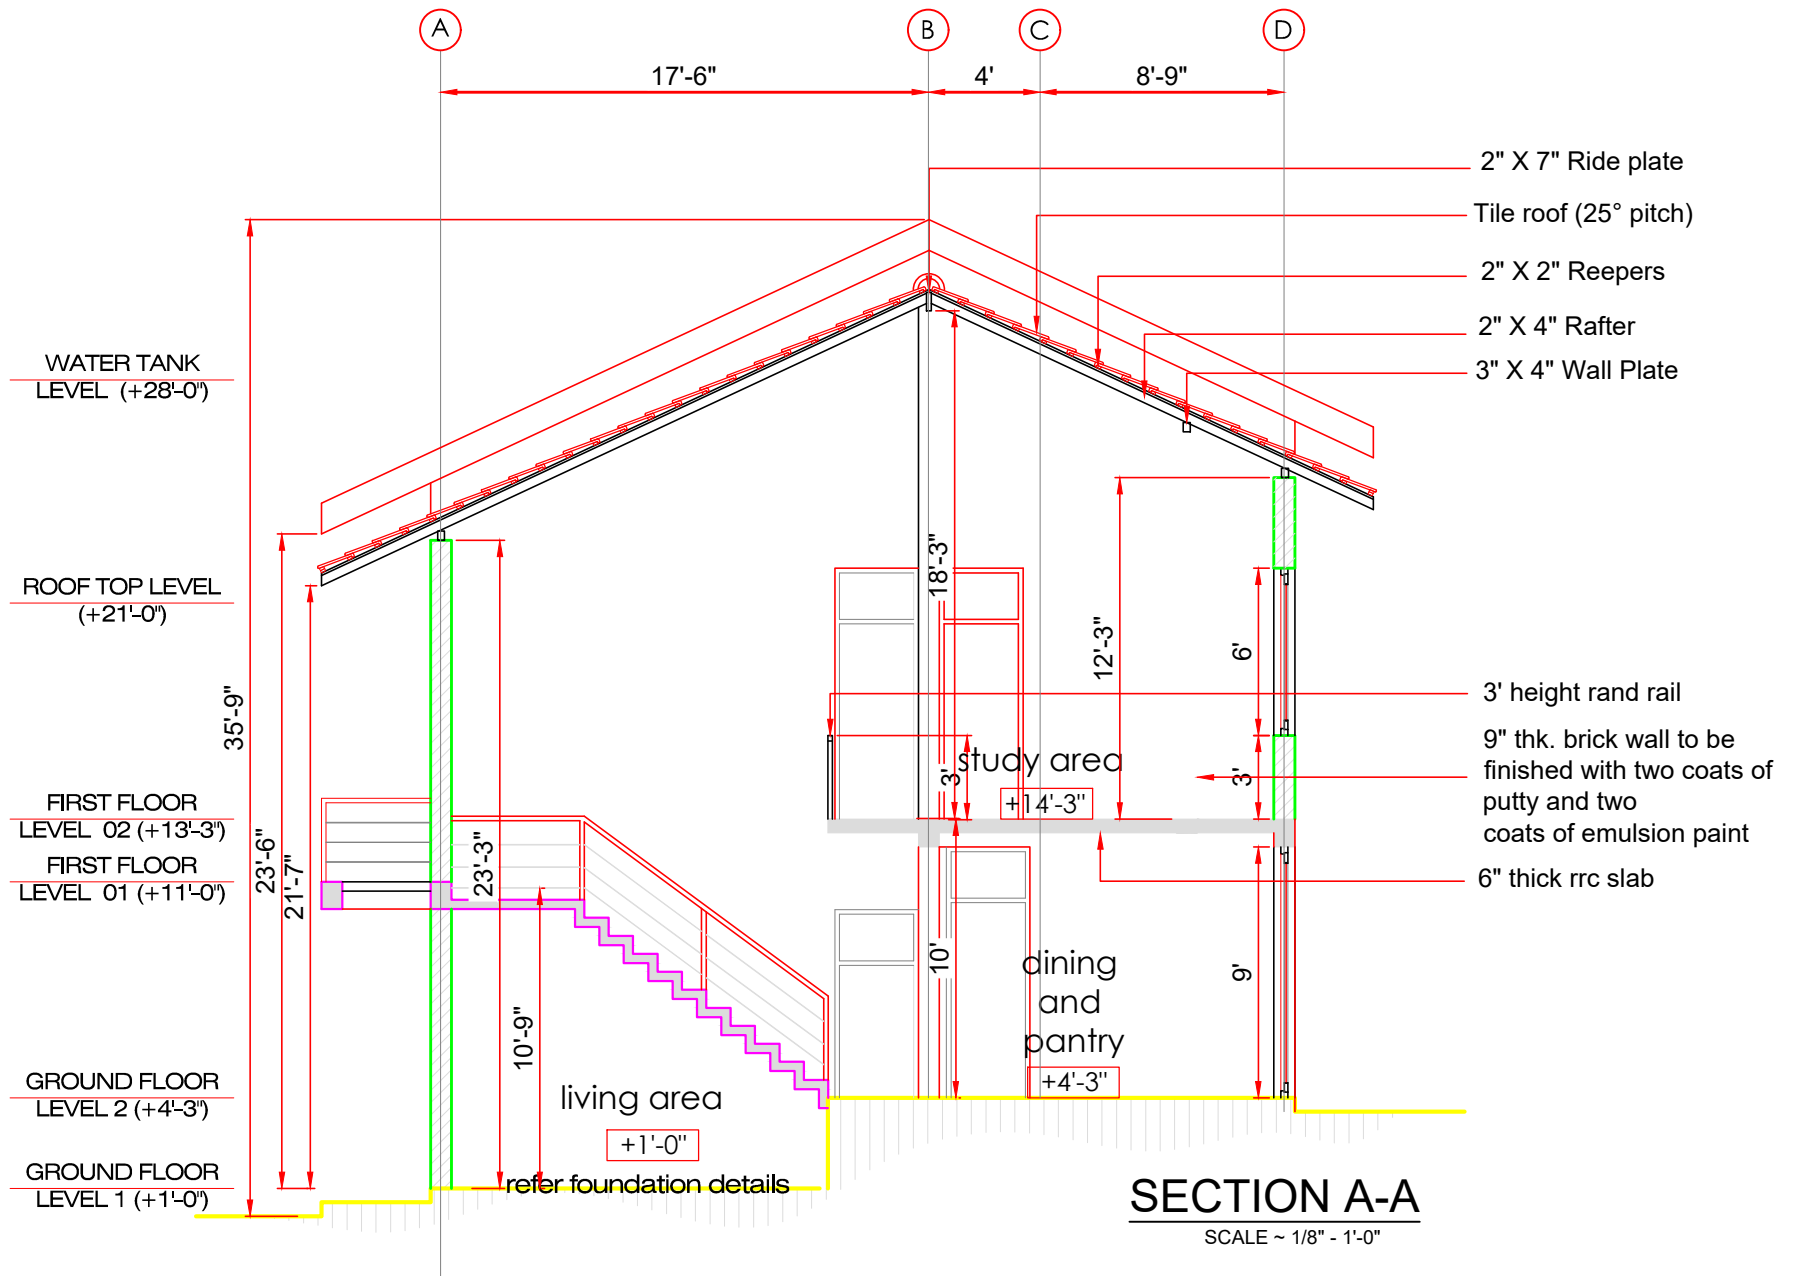 A
B
C
D
17'-6"
4'
8'-9"
2" X 7" Ride plate
Tile roof (25° pitch)
2" X 2" Reepers
2" X 4" Rafter
3" X 4" Wall Plate
WATER TANK
LEVEL (+28'-0")
ROOF TOP LEVEL
(+21'-0")
FIRST FLOOR
LEVEL 02 (+13'-3")
FIRST FLOOR
LEVEL 01 (+11'-0")
GROUND FLOOR
LEVEL 2 (+4'-3")
GROUND FLOOR
LEVEL 1 (+1'-0")
35'-9"
23'-6"
21'-7"
23'-3"
10'-9"
18'-3"
3'
10'
12'-3"
6'
3'
9'
study area
+14'-3"
dining
and
pantry
+4'-3"
living area
+1'-0"
refer foundation details
3' height rand rail
9" thk. brick wall to be
finished with two coats of
putty and two
coats of emulsion paint
6" thick rrc slab
SECTION A-A
SCALE ~ 1/8" - 1'-0"